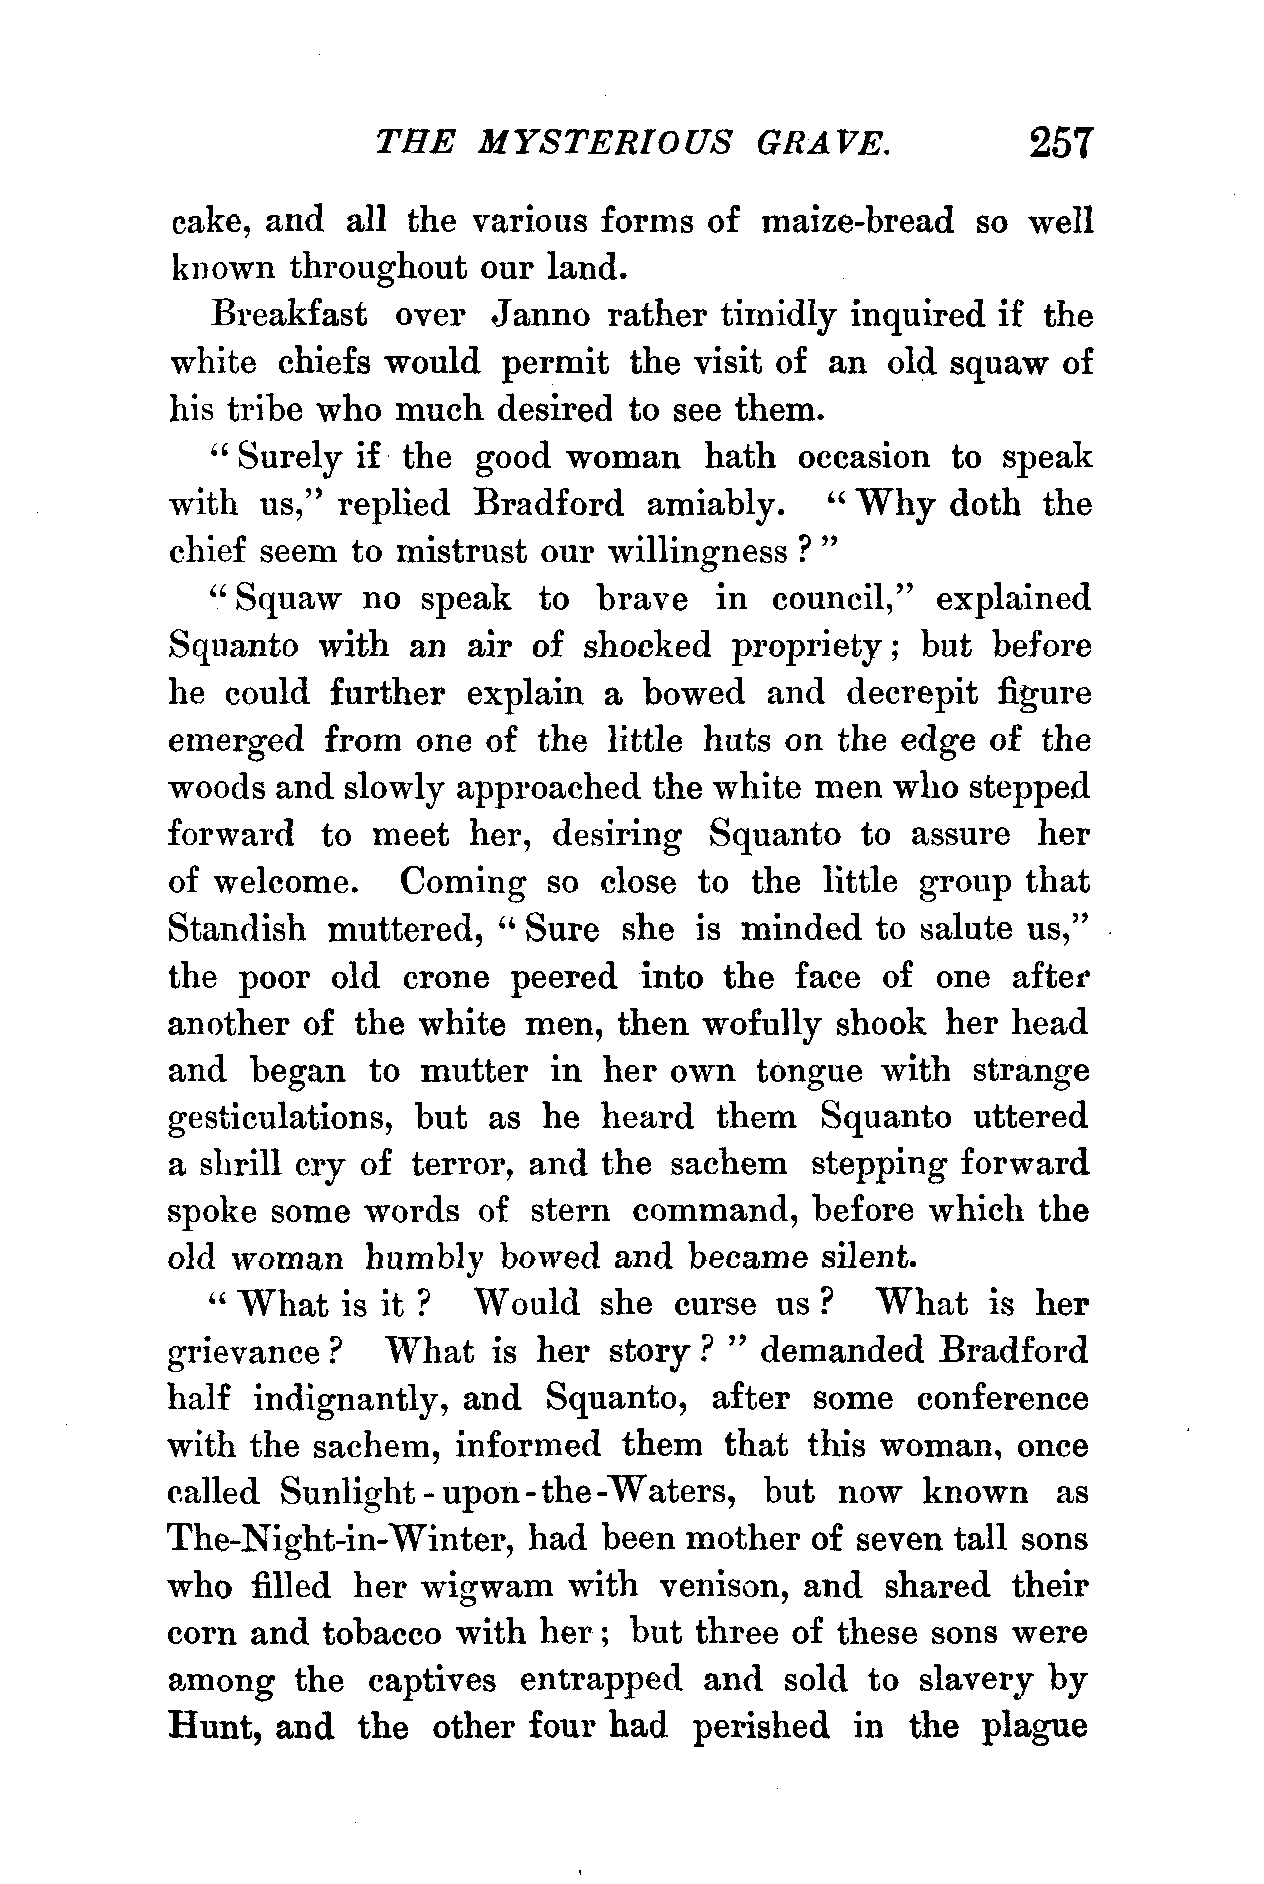 THE MYSTERIOUS GRAVE. 257
cake, and all the various forms of maize-bread so well
known throughout our land.
Breakfast over Janno rather timidly inquired if the
white chiefs would permit the visit of an old squaw of
his tribe who much desired to see them.
“Surely if the good woman hath occasion to speak
with us,” replied Bradford amiably. “Why doth the
chief seem to mistrust our willingness?”
“Squaw no speak to brave in council,” explained
Squanto with an air of shocked propriety; but before
he could further explain a bowed and decrepit figure
emerged from one of the little huts on the edge of the
woods and slowly approached the white men who stepped
forward to meet her, desiring Squanto to assure her
of welcome. Coming so close to the little group that
Standish muttered, “Sure she is minded to salute us,”
the poor old crone peered into the face of one after
another of the white men, then wofully shook her head
and began to mutter in her own tongue with strange
gesticulations, but as he heard them Squanto uttered
a shrill cry of terror, and the sachem stepping forward
spoke some words of stern command, before which the
old woman humbly bowed and became silent.
“What is it? Would she curse us? What is her
grievance? What is her story?” demanded Bradford
half indignantly, and Squanto, after some conference
with the sachem, informed them that this woman, once
called Sunlight-upon-the-Waters, but now known as
The-Night-in-Winter, had been mother of seven tall sons
who filled her wigwam with venison, and shared their
corn and tobacco with her; but three of these sons were
among the captives entrapped and sold to slavery by
Hunt, and the other four had perished in the plague